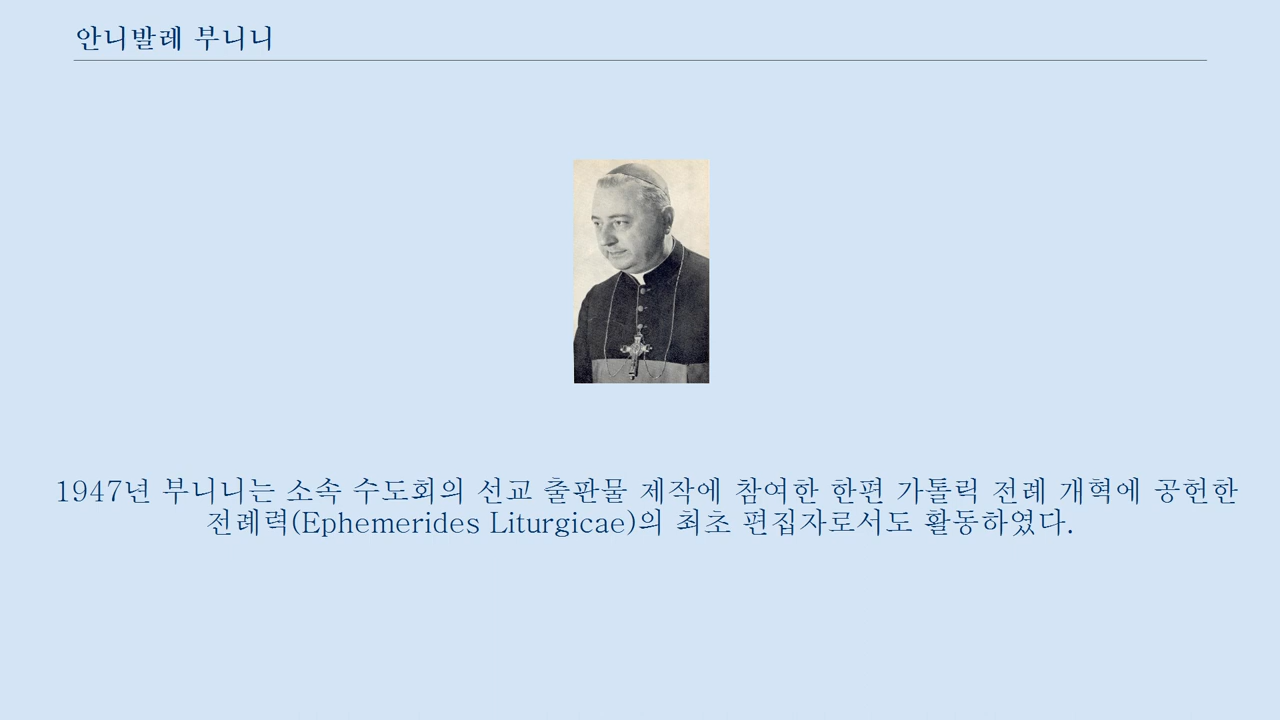 안니발레 부니니
1947년 부니니는 소속 수도회의 선교 출판물 제작에 참여한 한편 가톨릭 전례 개혁에 공헌한
전례력(Ephemerides Liturgicae)의 최초 편집자로서도 활동하였다.